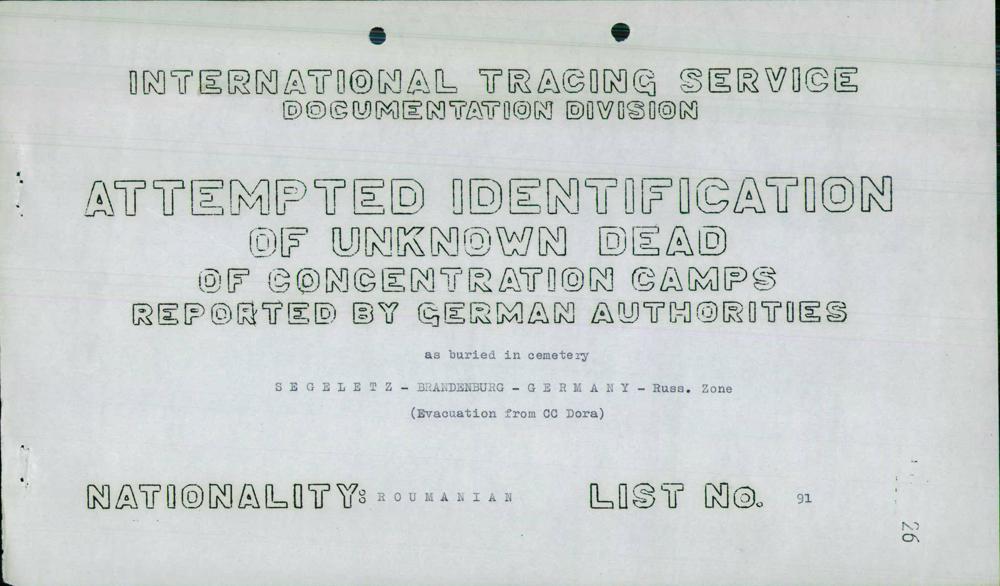 INTERNATIONAL TRACING SERVICE
DOCUMENTATION DIVISION
ATTEMPTED IDENTIFICATION
OF UNKNOWN DEAD
OF CONCENTRATION CAMPS
REPORTED BY GERMAN AUTHORITIES
as buried in cemetery
S E G E L E T Z - BRANDENBURG - G E R M A N Y - Russ. Zone
(Evacuation from CC Dora)
NATIONALITY: R O U M A N I A N LIST No. 91
26